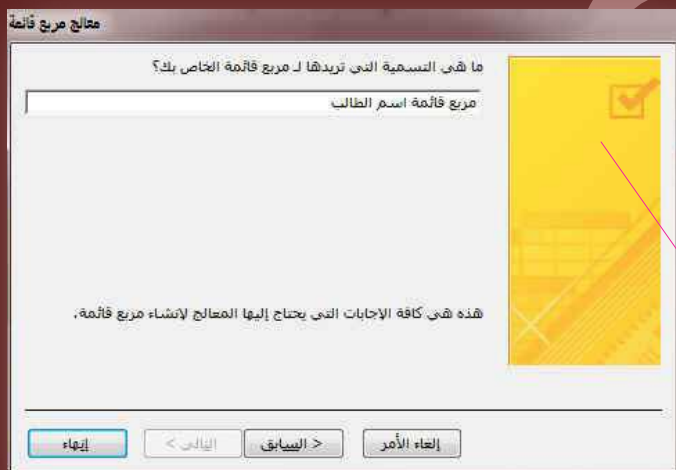 معالج مربع قائمة
ما هي التسمية التي تريدها لـ مربع قائمة الخاص بك؟
مربع قائمة اسم الطالب
هذه هي كافة الإجابات التي يحتاج إليها المعالج لإنشاء مربع قائمة.
إلغاء الأمر < السابق التالي > إنهاء